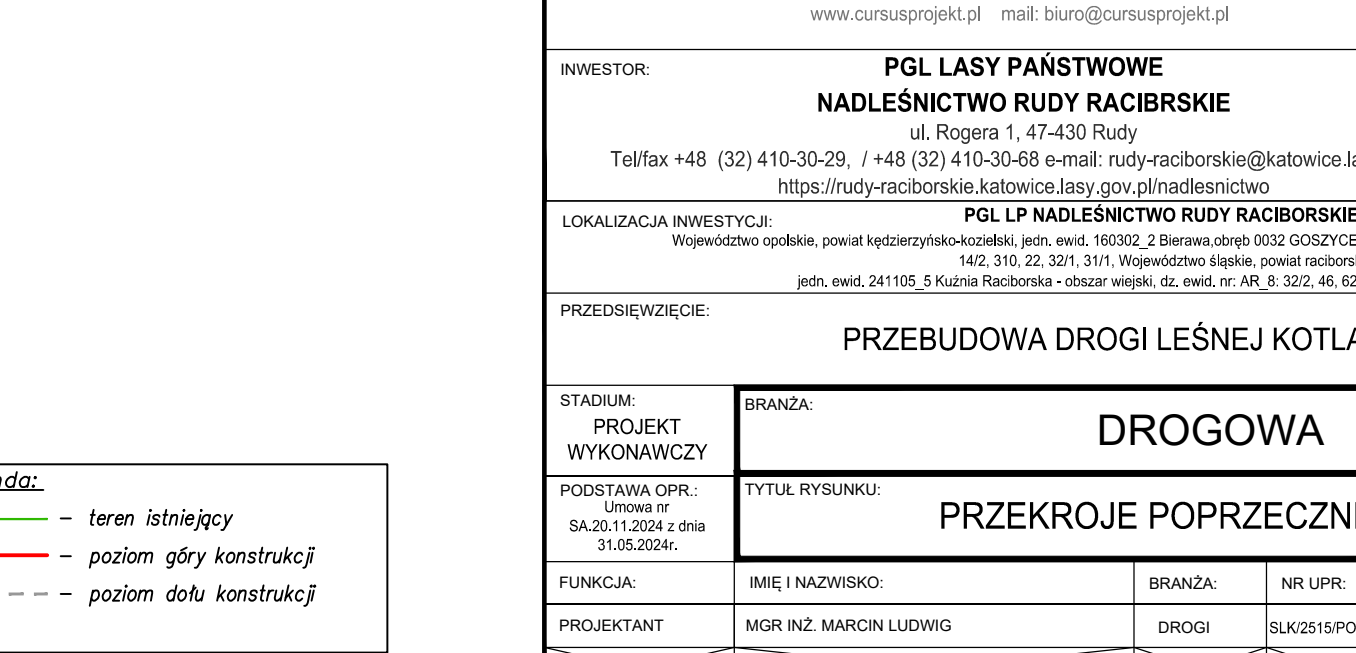 www.cursusprojekt.pl mail: biuro@cursusprojekt.pl
INWESTOR:
PGL LASY PAŃSTWOWE
NADLEŚNICTWO RUDY RACIBRSKIE
ul. Rogera 1, 47-430 Rudy
Tel/fax +48 (32) 410-30-29, / +48 (32) 410-30-68 e-mail: rudy-raciborskie@katowice.la
https://rudy-raciborskie.katowice.lasy.gov.pl/nadlesnictwo
LOKALIZACJA INWESTYCJI:
PGL LP NADLEŚNICTWO RUDY RACIBORSKIE
Województwo opolskie, powiat kędzierzyńsko-kozielski, jedn. ewid. 160302_2 Bierawa,obręb 0032 GOSZYCE
14/2, 310, 22, 32/1, 31/1, Województwo śląskie, powiat raciborsk
jedn. ewid. 241105_5 Kuźnia Raciborska - obszar wiejski, dz. ewid. nr: AR_8: 32/2, 46, 62
PRZEDSIĘWZIĘCIE:
PRZEBUDOWA DROGI LEŚNEJ KOTLA
STADIUM:
PROJEKT
WYKONAWCZY
BRANŻA:
DROGOWA
PODSTAWA OPR.:
Umowa nr
SA.20.11.2024 z dnia
31.05.2024r.
TYTUŁ RYSUNKU:
PRZEKROJE POPRZECZN
FUNKCJA:
IMIĘ I NAZWISKO:
BRANŻA:
NR UPR:
PROJEKTANT
MGR INŻ. MARCIN LUDWIG
DROGI
SLK/2515/PO
nda:
– teren istniejący
– poziom góry konstrukcji
– poziom dołu konstrukcji